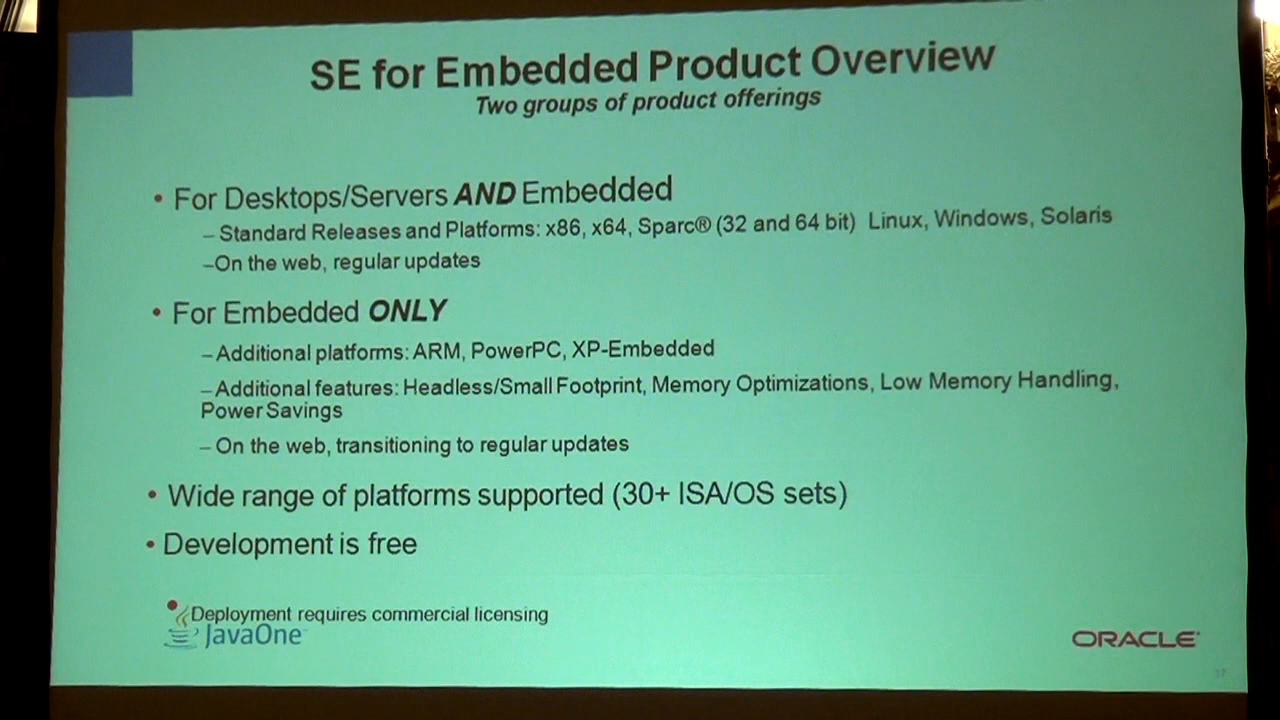 SE for Embedded Product Overview
Two groups of product offerings
• For Desktops/Servers AND Embedded
– Standard Releases and Platforms: x86, x64, Sparc® (32 and 64 bit) Linux, Windows, Solaris
–On the web, regular updates
• For Embedded ONLY
– Additional platforms: ARM, PowerPC, XP-Embedded
– Additional features: Headless/Small Footprint, Memory Optimizations, Low Memory Handling,
Power Savings
– On the web, transitioning to regular updates
• Wide range of platforms supported (30+ ISA/OS sets)
• Development is free
• Deployment requires commercial licensing
JavaOne
ORACLE
37